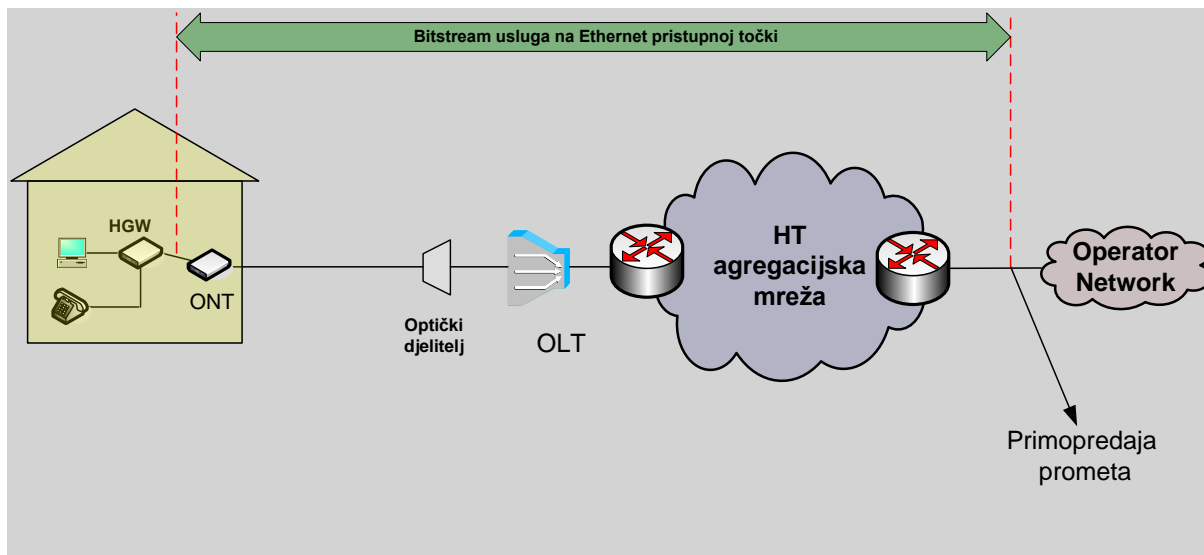 Bitstream usluga na Ethernet pristupnoj točki
HGW
ONT
Optički
djelitelj
OLT
HT
agregacijska
mreža
Operator
Network
Primopredaja
prometa